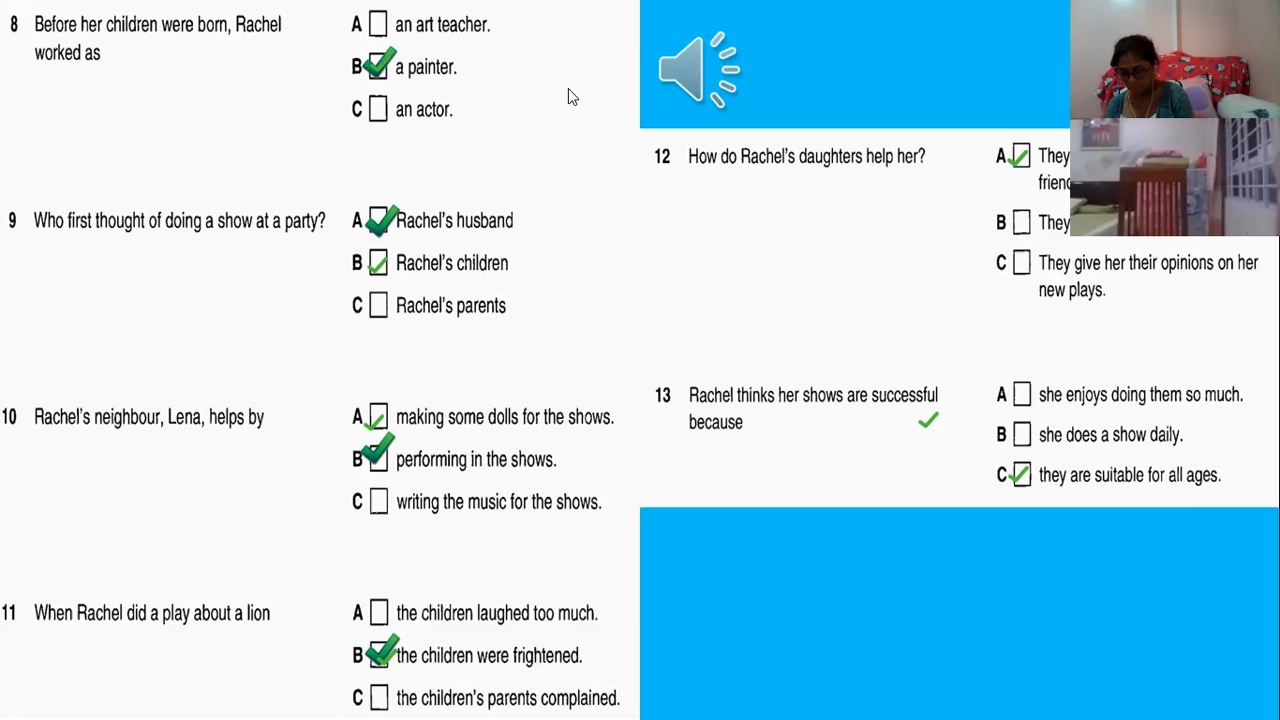 8 Before her children were born, Rachel
worked as
A an art teacher.
B a painter.
C an actor.
9 Who first thought of doing a show at a party?
A Rachel's husband
B Rachel's children
C Rachel's parents
10 Rachel's neighbour, Lena, helps by
A making some dolls for the shows.
B performing in the shows.
C writing the music for the shows.
11 When Rachel did a play about a lion
A the children laughed too much.
B the children were frightened.
C the children's parents complained.
12 How do Rachel's daughters help her?
A They
B They
C They give her their opinions on her
new plays.
13 Rachel thinks her shows are successful
because
A she enjoys doing them so much.
B she does a show daily.
C they are suitable for all ages.